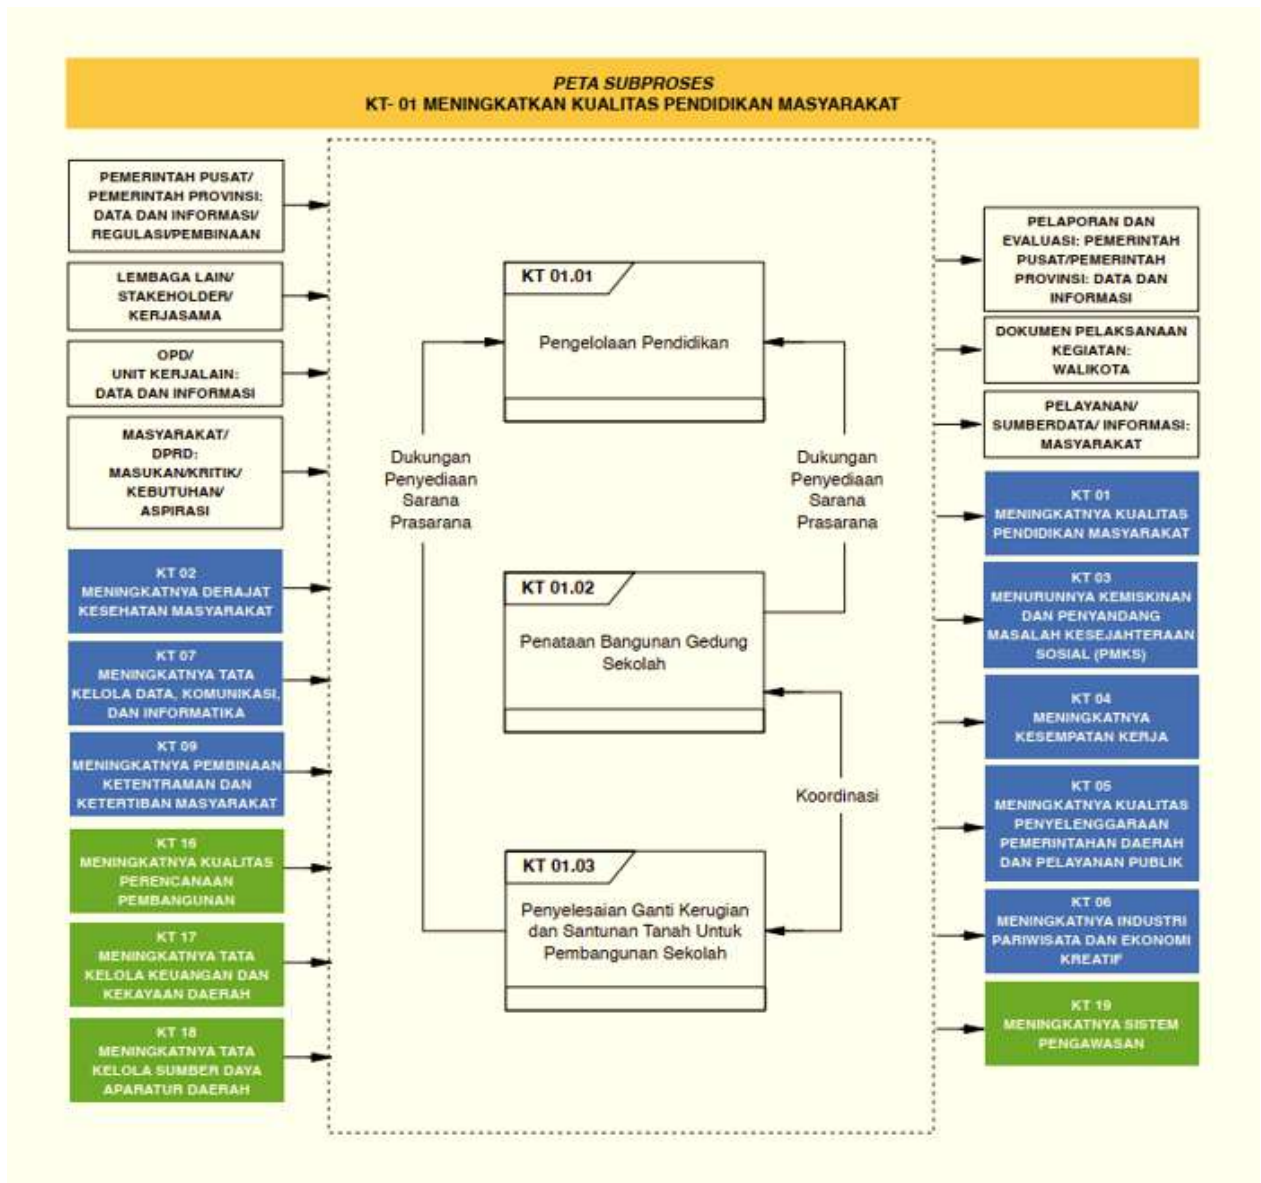 PETA SUBPROSES
KT- 01 MENINGKATKAN KUALITAS PENDIDIKAN MASYARAKAT
PEMERINTAH PUSAT/
PEMERINTAH PROVINSI:
DATA DAN INFORMASI/
REGULASI/PEMBINAAN
LEMBAGA LAIN/
STAKEHOLDER/
KERJASAMA
OPD/
UNIT KERJALAIN:
DATA DAN INFORMASI
MASYARAKAT/
DPRD:
MASUKAN/KRITIK/
KEBUTUHAN/
ASPIRASI
KT 02
MENINGKATNYA DERAJAT
KESEHATAN MASYARAKAT
KT 07
MENINGKATNYA TATA
KELOLA DATA, KOMUNIKASI,
DAN INFORMATIKA
KT 09
MENINGKATNYA PEMBINAAN
KETENTRAMAN DAN
KETERTIBAN MASYARAKAT
KT 16
MENINGKATNYA KUALITAS
PERENCANAAN
PEMBANGUNAN
KT 17
MENINGKATNYA TATA
KELOLA KEUANGAN DAN
KEKAYAAN DAERAH
KT 18
MENINGKATNYA TATA
KELOLA SUMBER DAYA
APARATUR DAERAH
KT 01.01
Pengelolaan Pendidikan
Dukungan
Penyediaan
Sarana
Prasarana
Dukungan
Penyediaan
Sarana
Prasarana
KT 01.02
Penataan Bangunan Gedung
Sekolah
Koordinasi
KT 01.03
Penyelesaian Ganti Kerugian
dan Santunan Tanah Untuk
Pembangunan Sekolah
PELAPORAN DAN
EVALUASI: PEMERINTAH
PUSAT/PEMERINTAH
PROVINSI: DATA DAN
INFORMASI
DOKUMEN PELAKSANAAN
KEGIATAN:
WALIKOTA
PELAYANAN/
SUMBERDATA/ INFORMASI:
MASYARAKAT
KT 01
MENINGKATNYA KUALITAS
PENDIDIKAN MASYARAKAT
KT 03
MENURUNNYA KEMISKINAN
DAN PENYANDANG
MASALAH KESEJAHTERAAN
SOSIAL (PMKS)
KT 04
MENINGKATNYA
KESEMPATAN KERJA
KT 05
MENINGKATNYA KUALITAS
PENYELENGGARAAN
PEMERINTAHAN DAERAH
DAN PELAYANAN PUBLIK
KT 06
MENINGKATNYA INDUSTRI
PARIWISATA DAN EKONOMI
KREATIF
KT 19
MENINGKATNYA SISTEM
PENGAWASAN